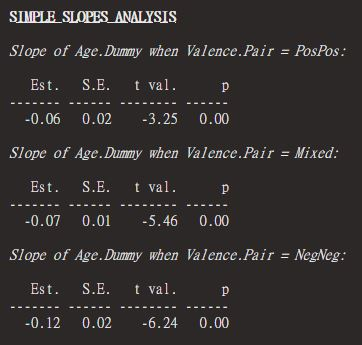 SIMPLE SLOPES ANALYSIS
Slope of Age.Dummy when Valence.Pair = PosPos:
Est. S.E. t val. p
------- ------ -------- ------
-0.06 0.02 -3.25 0.00
Slope of Age.Dummy when Valence.Pair = Mixed:
Est. S.E. t val. p
------- ------ -------- ------
-0.07 0.01 -5.46 0.00
Slope of Age.Dummy when Valence.Pair = NegNeg:
Est. S.E. t val. p
------- ------ -------- ------
-0.12 0.02 -6.24 0.00